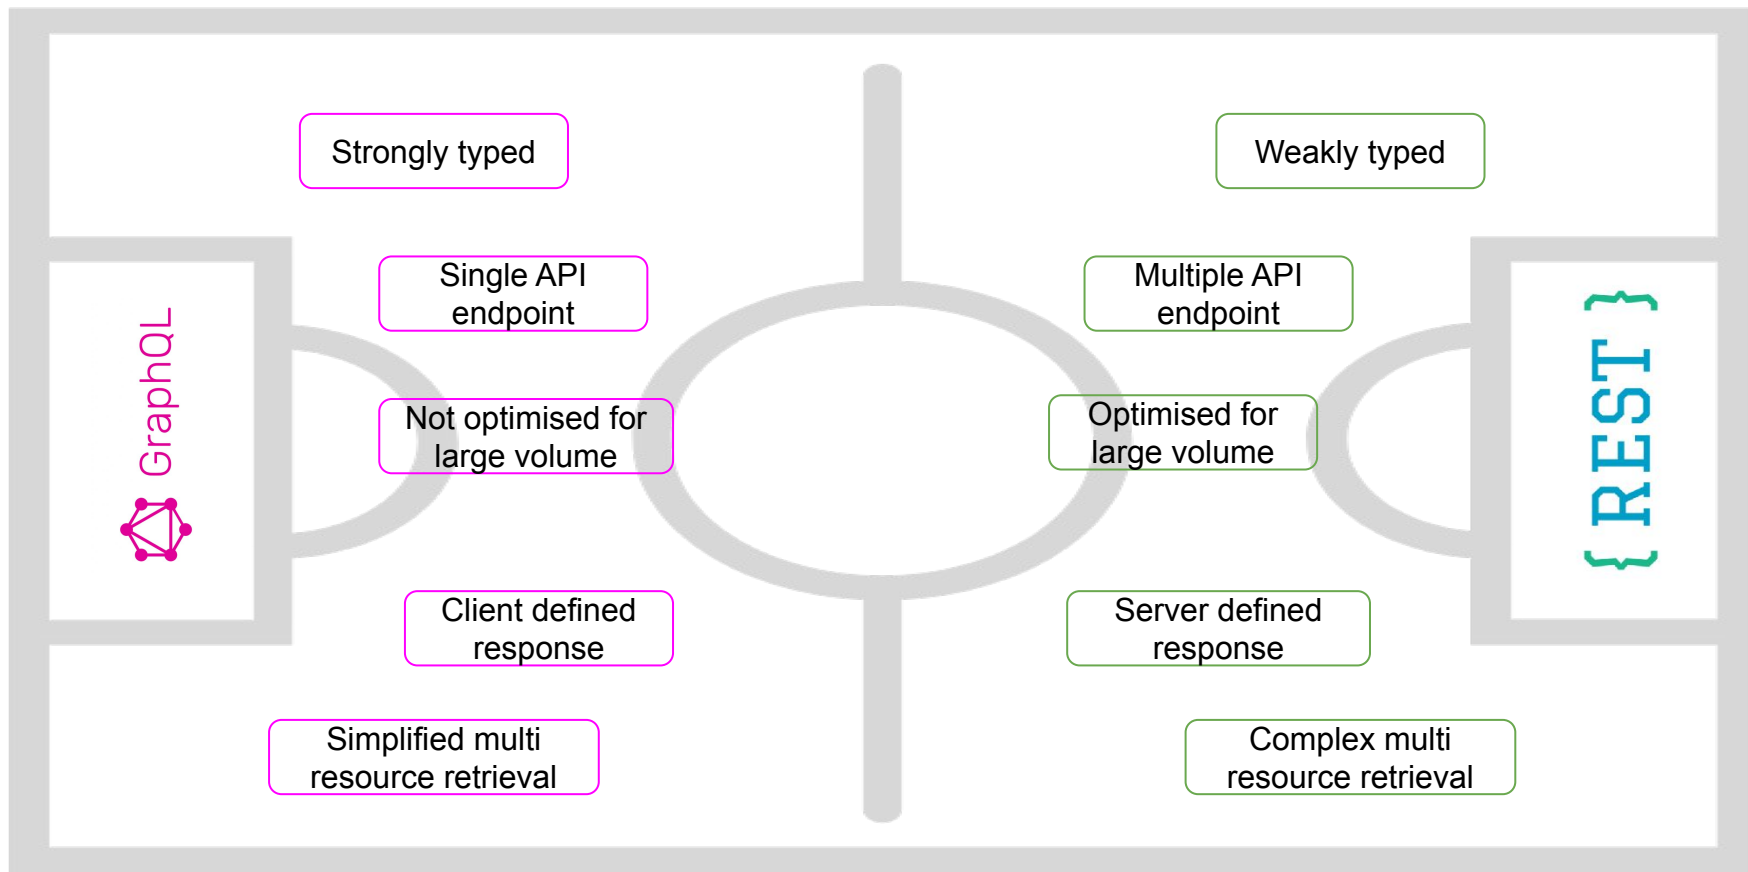 Strongly typed
Weakly typed
Single API
endpoint
Multiple API
endpoint
GraphQL
{ REST }
Not optimised for
large volume
Optimised for
large volume
Client defined
response
Server defined
response
Simplified multi
resource retrieval
Complex multi
resource retrieval